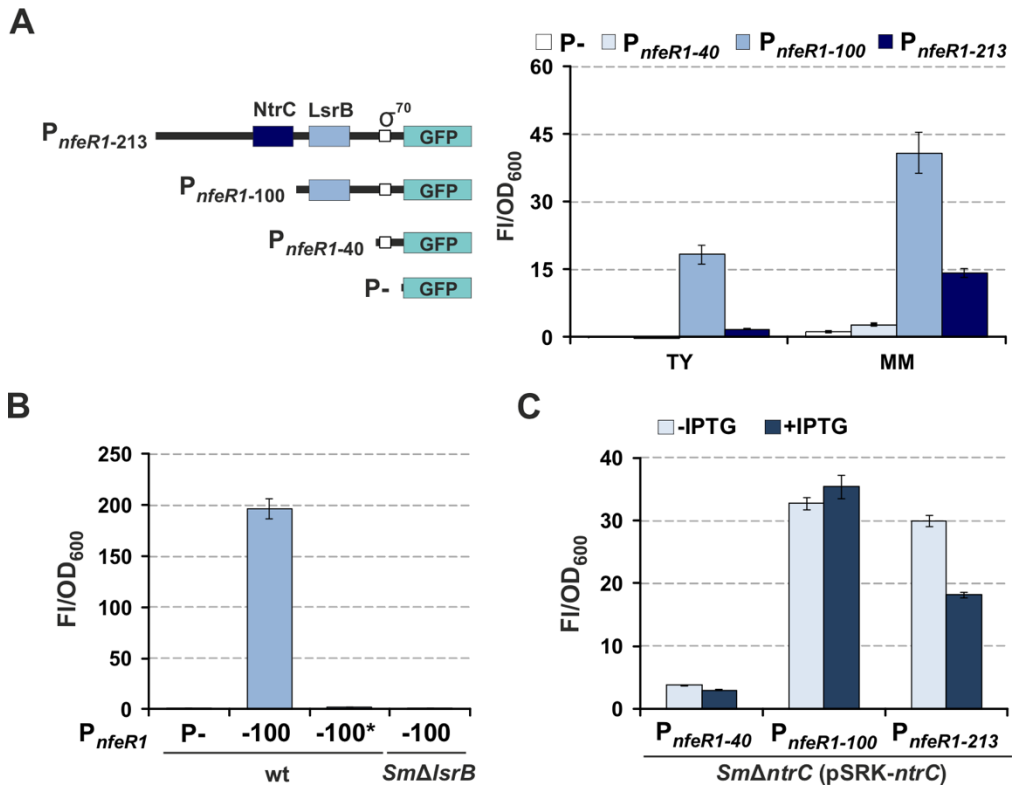 A
NtrC LsrB σ70
PnfeR1-213 GFP
PnfeR1-100 GFP
PnfeR1-40 GFP
P- GFP
P- PnfeR1-40 PnfeR1-100 PnfeR1-213
60
45
30
15
0
FI/OD600
TY MM
B
250
200
150
100
50
0
FI/OD600
PnfeR1 P- -100 -100* -100
wt SmΔlsrB
C
-IPTG +IPTG
40
30
20
10
0
FI/OD600
PnfeR1-40 PnfeR1-100 PnfeR1-213
SmΔntrC (pSRK-ntrC)